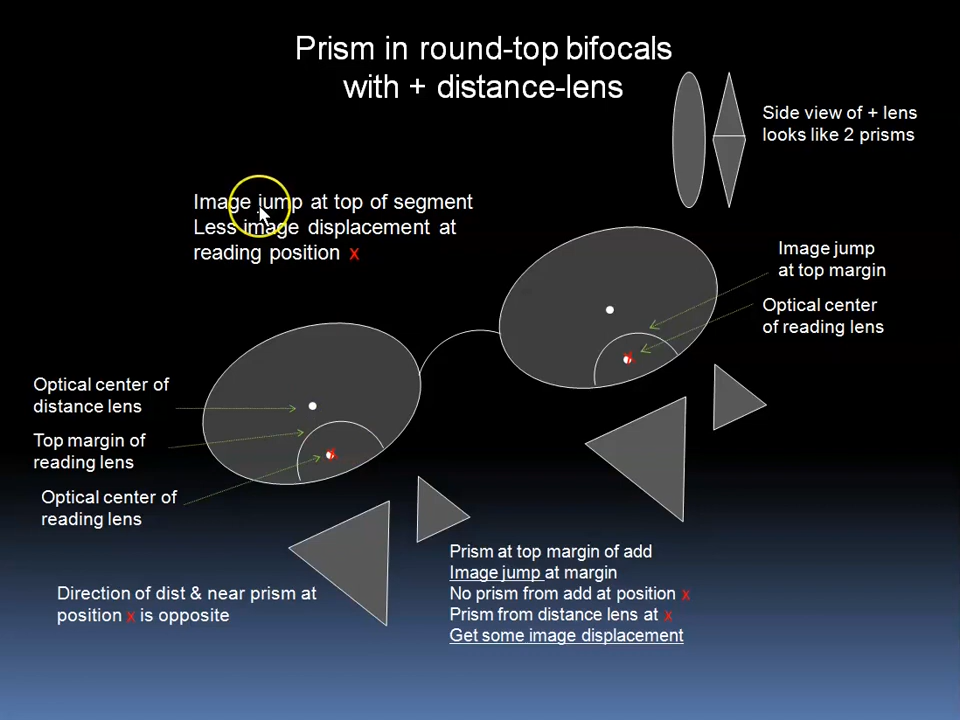 Prism in round-top bifocals
with + distance-lens
Side view of + lens
looks like 2 prisms
Image jump at top of segment
Less image displacement at
reading position x
Image jump
at top margin
Optical center
of reading lens
x
Optical center of
distance lens
Top margin of
reading lens
Optical center of
reading lens
x
Direction of dist & near prism at
position x is opposite
Prism at top margin of add
Image jump at margin
No prism from add at position x
Prism from distance lens at x
Get some image displacement